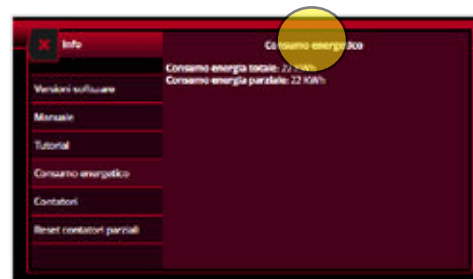 Info
Consumo energetico
Consumo energia totale: 22 KWh
Consumo energia parziale: 22 KWh
Versioni software
Manuale
Tutorial
Consumo energetico
Contatori
Reset contatori parziali